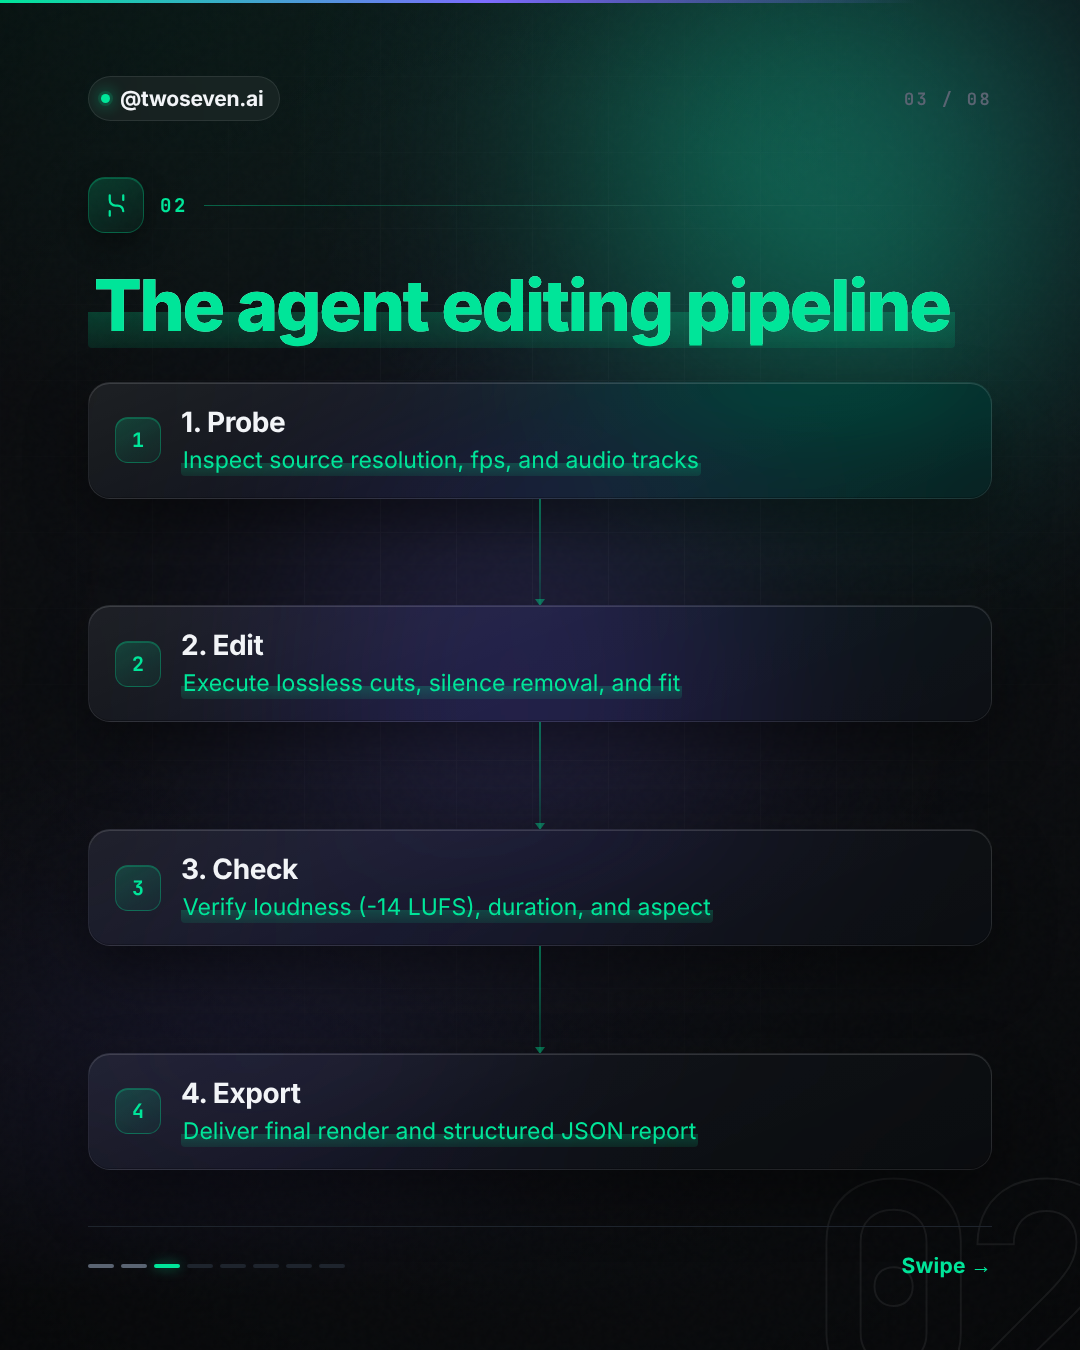 @twoseven.ai
03 / 08
02
The agent editing pipeline
1
1. Probe
Inspect source resolution, fps, and audio tracks
2
2. Edit
Execute lossless cuts, silence removal, and fit
3
3. Check
Verify loudness (-14 LUFS), duration, and aspect
4
4. Export
Deliver final render and structured JSON report
02
Swipe →